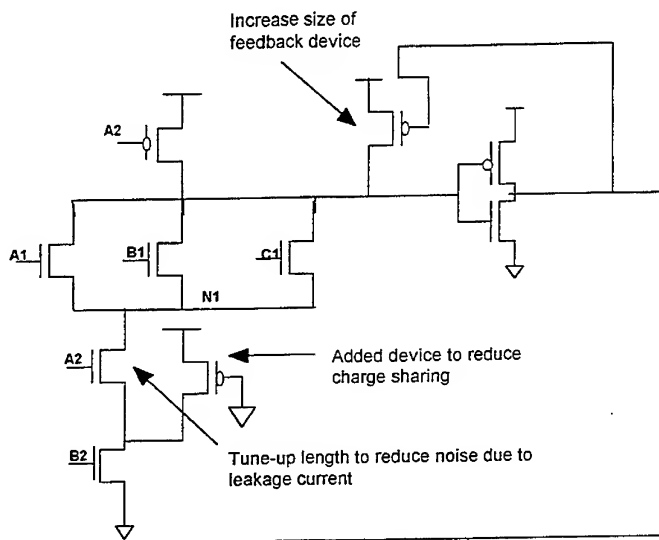 Increase size of
feedback device
A2
A1
B1
C1
N1
A2
Added device to reduce
charge sharing
B2
Tune-up length to reduce noise due to
leakage current